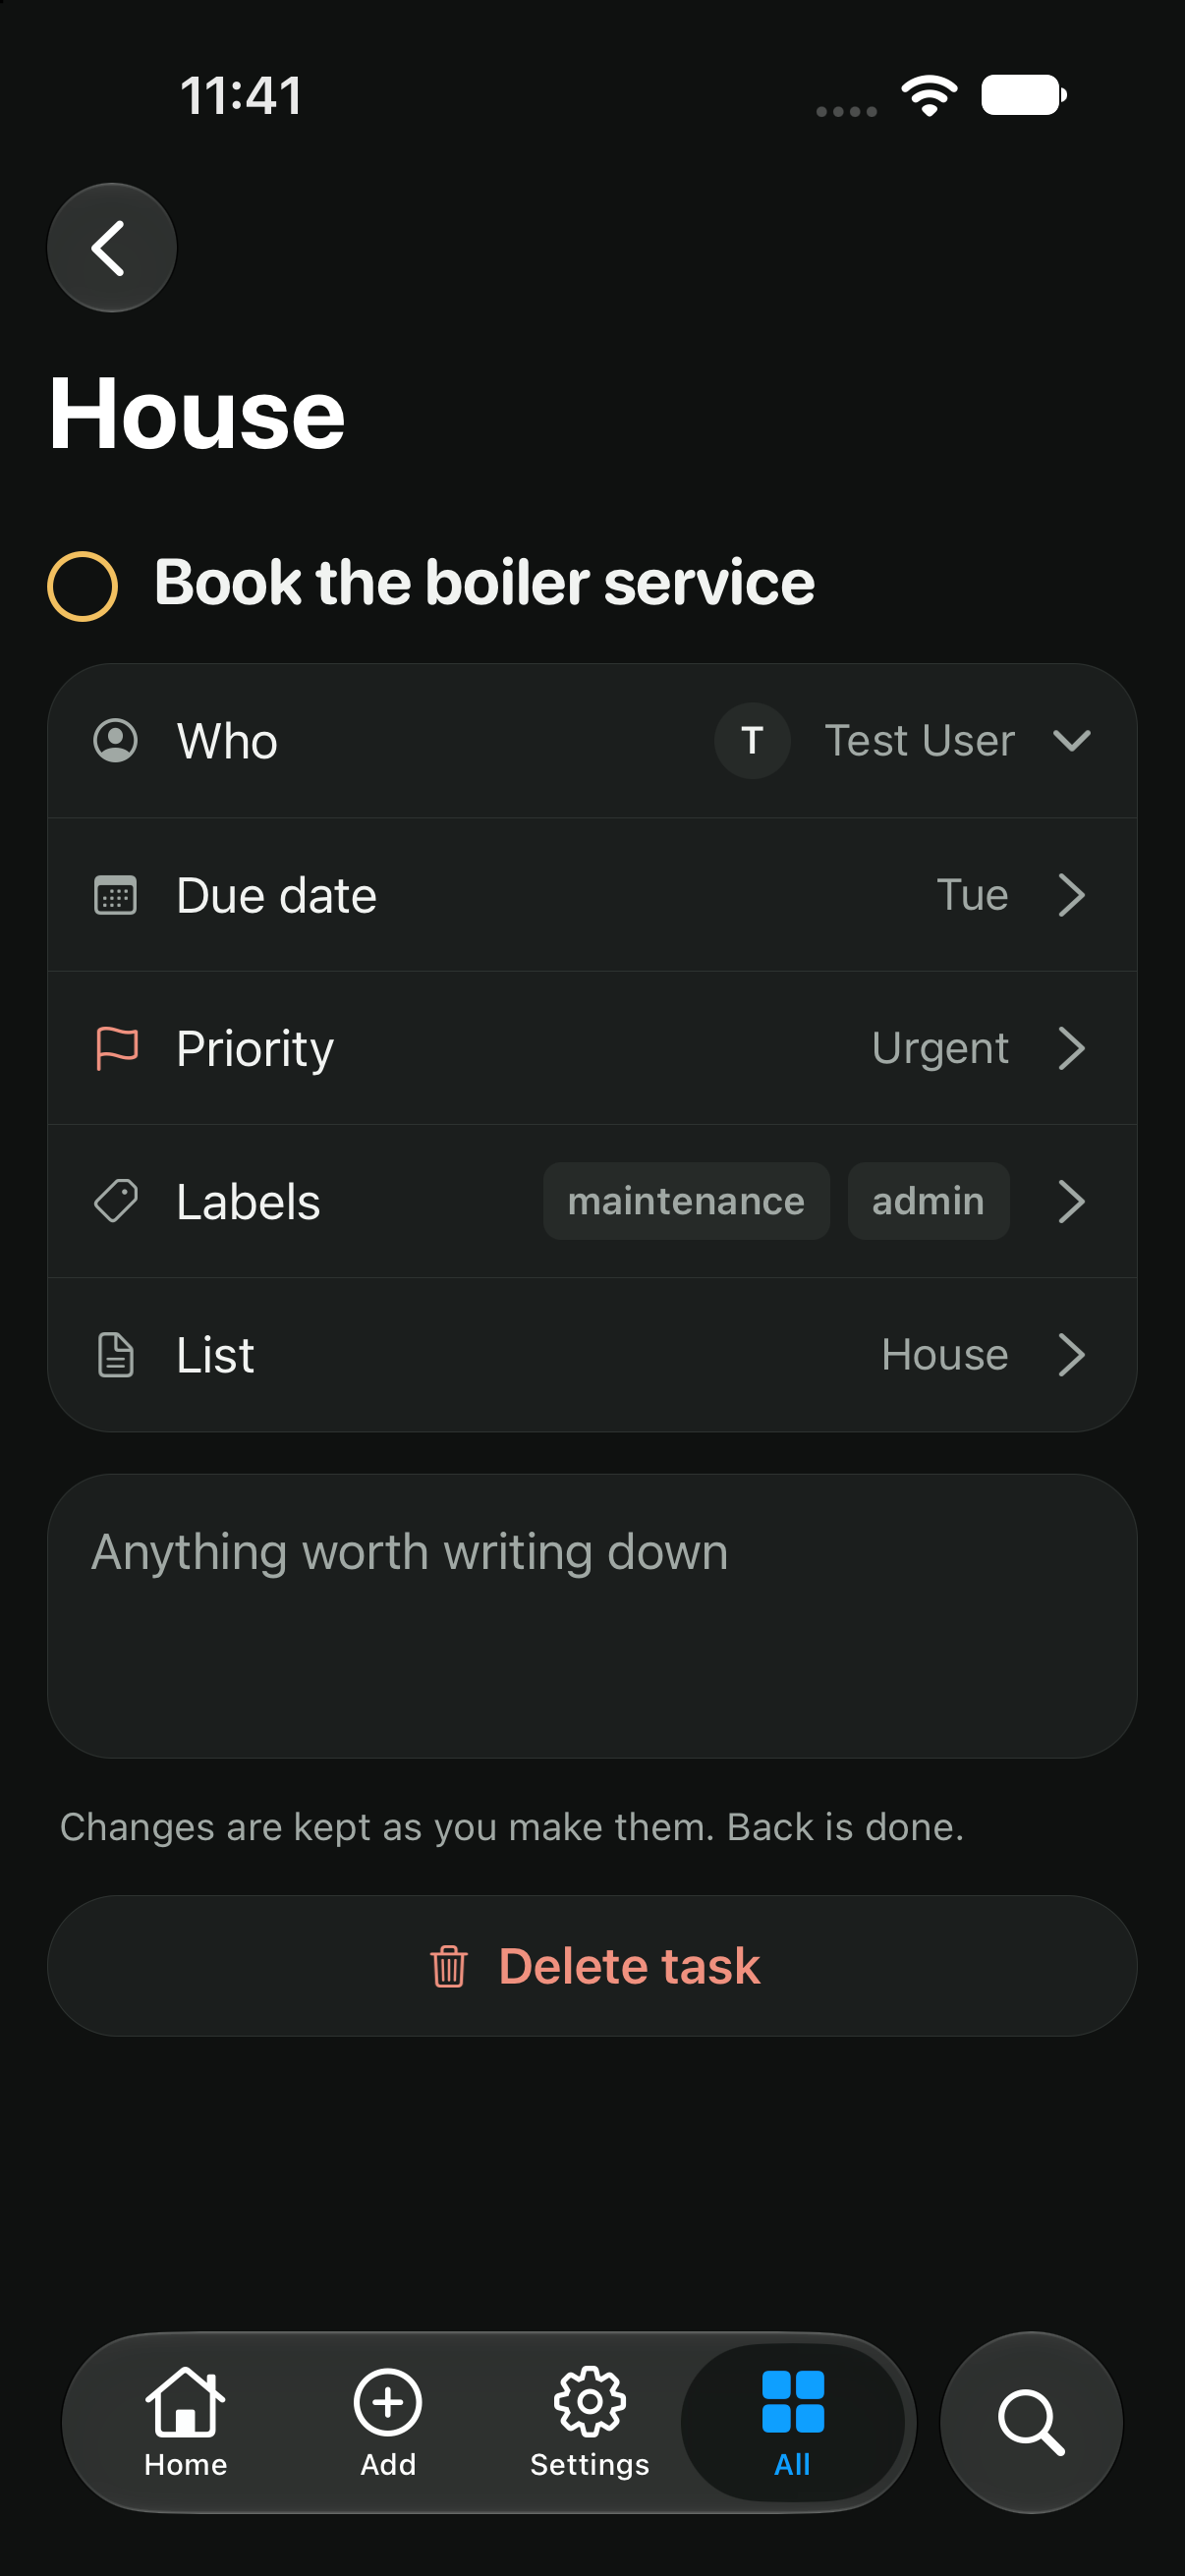 11:41
House
Book the boiler service
Who T Test User
Due date Tue
Priority Urgent
Labels maintenance admin
List House
Anything worth writing down
Changes are kept as you make them. Back is done.
Delete task
Home Add Settings All